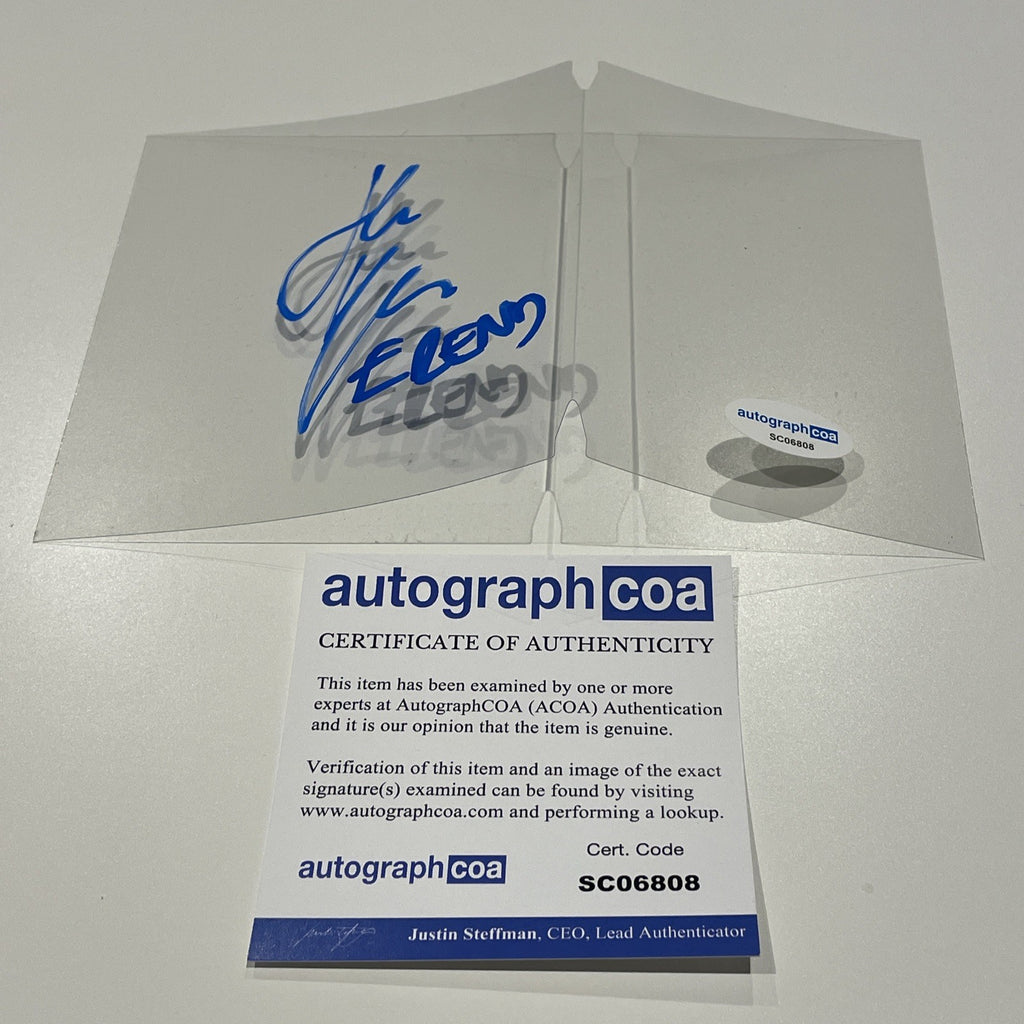 EREND
autographcoa
SC06808
autographcoa
CERTIFICATE OF AUTHENTICITY
This item has been examined by one or more
experts at AutographCOA (ACOA) Authentication
and it is our opinion that the item is genuine.
Verification of this item and an image of the exact
signature(s) examined can be found by visiting
www.autographcoa.com and performing a lookup.
autographcoa
Cert. Code
SC06808
Justin Steffman, CEO, Lead Authenticator